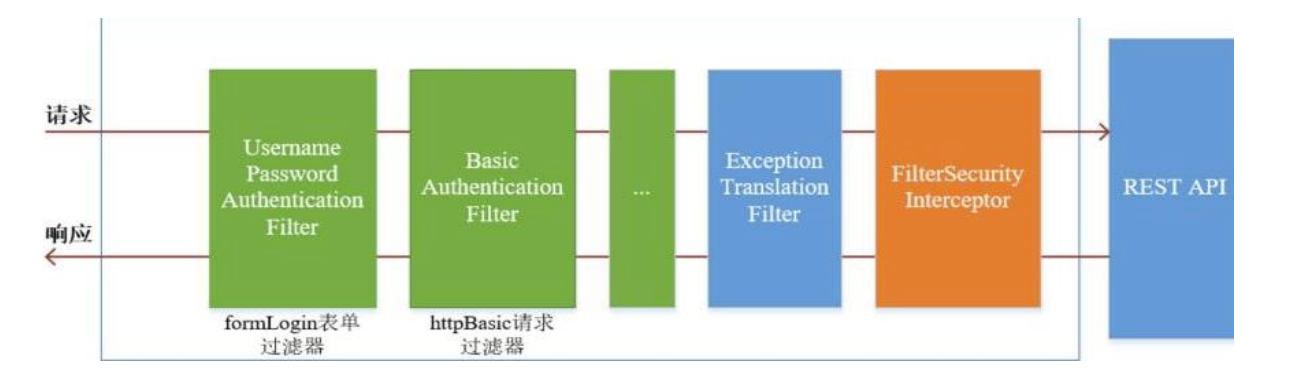 请求
响应
Username
Password
Authentication
Filter
formLogin表单
过滤器
Basic
Authentication
Filter
httpBasic请求
过滤器
...
Exception
Translation
Filter
FilterSecurity
Interceptor
REST API